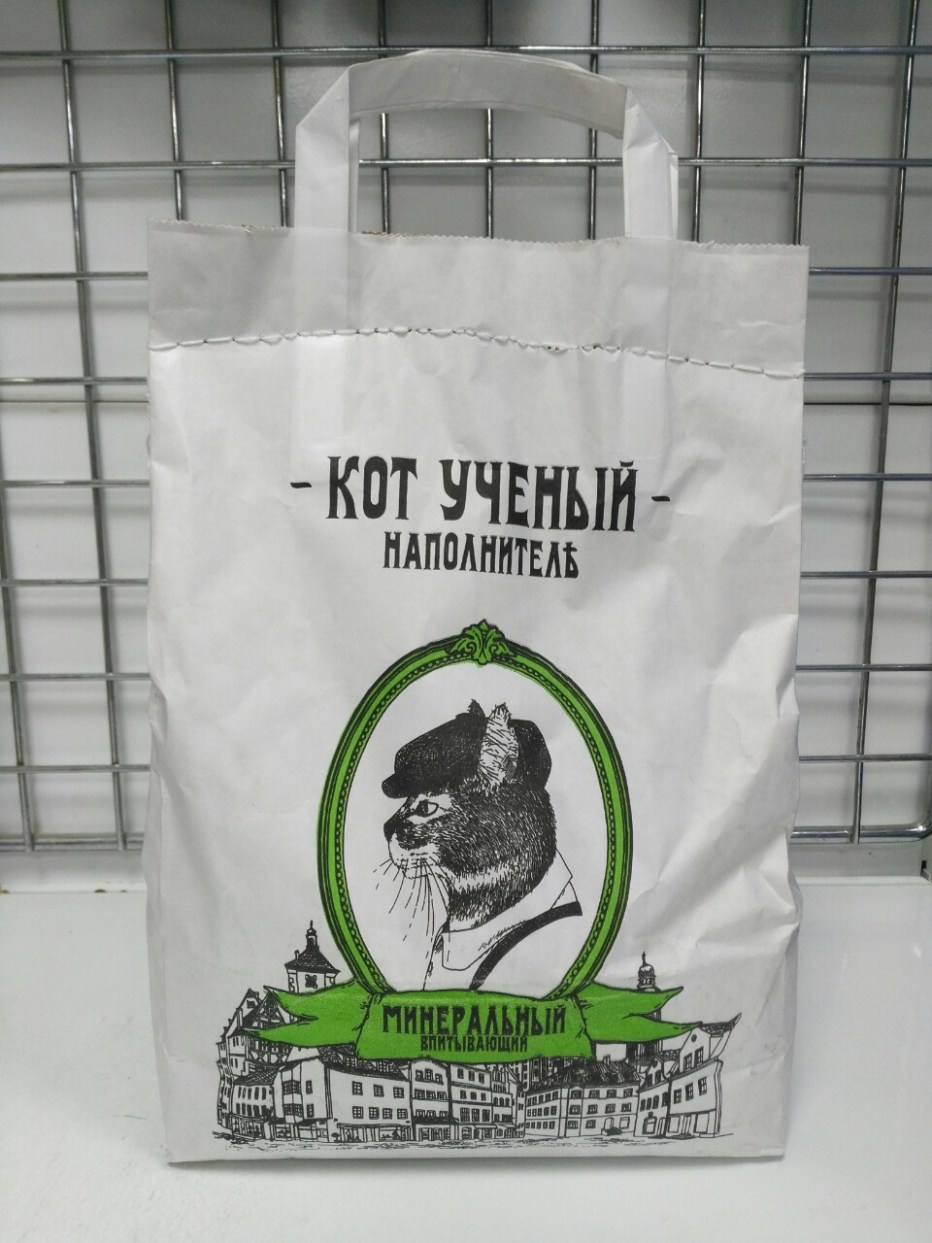 - КОТ УЧЕНЫЙ -
НАПОЛНИТЕЛЬ
МИНЕРАЛЬНЫЙ
ВПИТЫВАЮЩИЙ